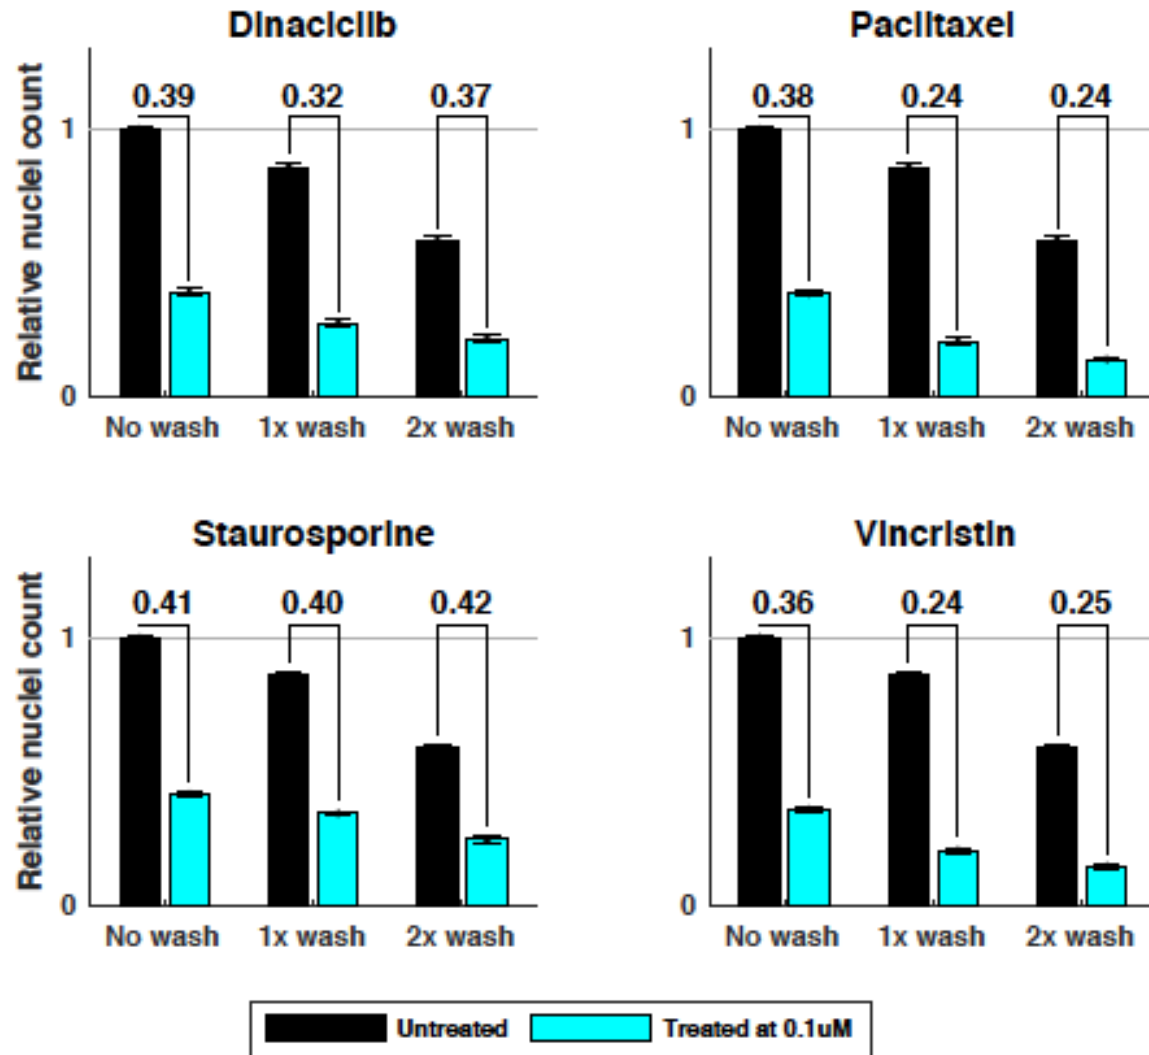 Dinaciclib
Paclitaxel
Relative nuclei count
1
0
0.39 0.32 0.37
No wash 1x wash 2x wash
1
0
0.38 0.24 0.24
No wash 1x wash 2x wash
Staurosporine
Vincristin
Relative nuclei count
1
0
0.41 0.40 0.42
No wash 1x wash 2x wash
1
0
0.36 0.24 0.25
No wash 1x wash 2x wash
Untreated Treated at 0.1uM